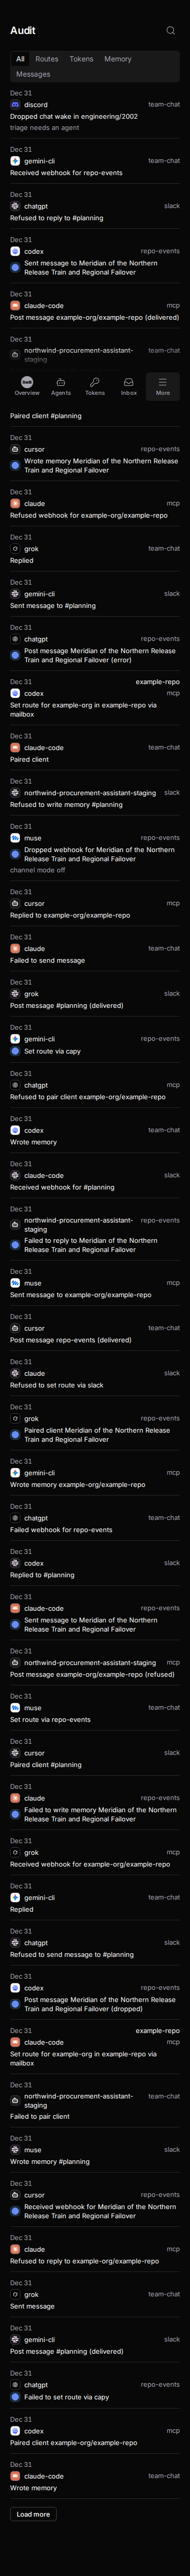 Audit
All Routes Tokens Memory
Messages
Dec 31
discord team-chat
Dropped chat wake in engineering/2002
triage needs an agent
Dec 31
gemini-cli team-chat
Received webhook for repo-events
Dec 31
chatgpt slack
Refused to reply to #planning
Dec 31
codex repo-events
Sent message to Meridian of the Northern
Region Train and Regional Failover
Dec 31
claude-code mcp
Post message example-org/example-repo (delivered)
Dec 31
northwind-procurement-assistant- team-chat
staging
Overview Agents Tokens Inbox More
Paired client #planning
Dec 31
cursor repo-events
Wrote memory Meridian of the Northern Release
Train and Regional Failover
Dec 31
claude mcp
Refused webhook for example-org/example-repo
Dec 31
grok team-chat
Replied
Dec 31
gemini-cli slack
Sent message to #planning
Dec 31
chatgpt repo-events
Post message Meridian of the Northern Release
Train and Regional Failover (error)
Dec 31 example-repo
codex mcp
Set route for example-org in example-repo via
mailbox
Dec 31
claude-code team-chat
Paired client
Dec 31
northwind-procurement-assistant-staging slack
Refused to write memory #planning
Dec 31
muse repo-events
Dropped webhook for Meridian of the Northern
Release Train and Regional Failover
channel mode off
Dec 31
cursor mcp
Replied to example-org/example-repo
Dec 31
claude team-chat
Failed to send message
Dec 31
grok slack
Post message #planning (delivered)
Dec 31
gemini-cli repo-events
Set route via copy
Dec 31
chatgpt mcp
Refused to pair client example-org/example-repo
Dec 31
codex team-chat
Wrote memory
Dec 31
claude-code slack
Received webhook for #planning
Dec 31
northwind-procurement-assistant- repo-events
staging
Failed to reply to Meridian of the Northern
Release Train and Regional Failover
Dec 31
muse mcp
Sent message to example-org/example-repo
Dec 31
cursor team-chat
Post message repo-events (delivered)
Dec 31
claude slack
Refused to set route via slack
Dec 31
grok repo-events
Paired client Meridian of the Northern Release
Train and Regional Failover
Dec 31
gemini-cli mcp
Wrote memory example-org/example-repo
Dec 31
chatgpt team-chat
Failed webhook for repo-events
Dec 31
codex slack
Replied to #planning
Dec 31
claude-code repo-events
Sent message to Meridian of the Northern
Release Train and Regional Failover
Dec 31
northwind-procurement-assistant-staging mcp
Post message example-org/example-repo (refused)
Dec 31
muse team-chat
Set route via repo-events
Dec 31
cursor slack
Paired client #planning
Dec 31
claude repo-events
Failed to write memory Meridian of the Northern
Release Train and Regional Failover
Dec 31
grok mcp
Received webhook for example-org/example-repo
Dec 31
gemini-cli team-chat
Replied
Dec 31
chatgpt slack
Refused to send message to #planning
Dec 31
codex repo-events
Post message Meridian of the Northern Release
Train and Regional Failover (dropped)
Dec 31 example-repo
claude-code mcp
Set route for example-org in example-repo via
mailbox
Dec 31
northwind-procurement-assistant- team-chat
staging
Failed to pair client
Dec 31
muse slack
Wrote memory #planning
Dec 31
cursor repo-events
Received webhook for Meridian of the Northern
Release Train and Regional Failover
Dec 31
claude mcp
Refused to reply to example-org/example-repo
Dec 31
grok team-chat
Sent message
Dec 31
gemini-cli slack
Post message #planning (delivered)
Dec 31
chatgpt repo-events
Failed to set route via copy
Dec 31
codex mcp
Paired client example-org/example-repo
Dec 31
claude-code team-chat
Wrote memory
Load more